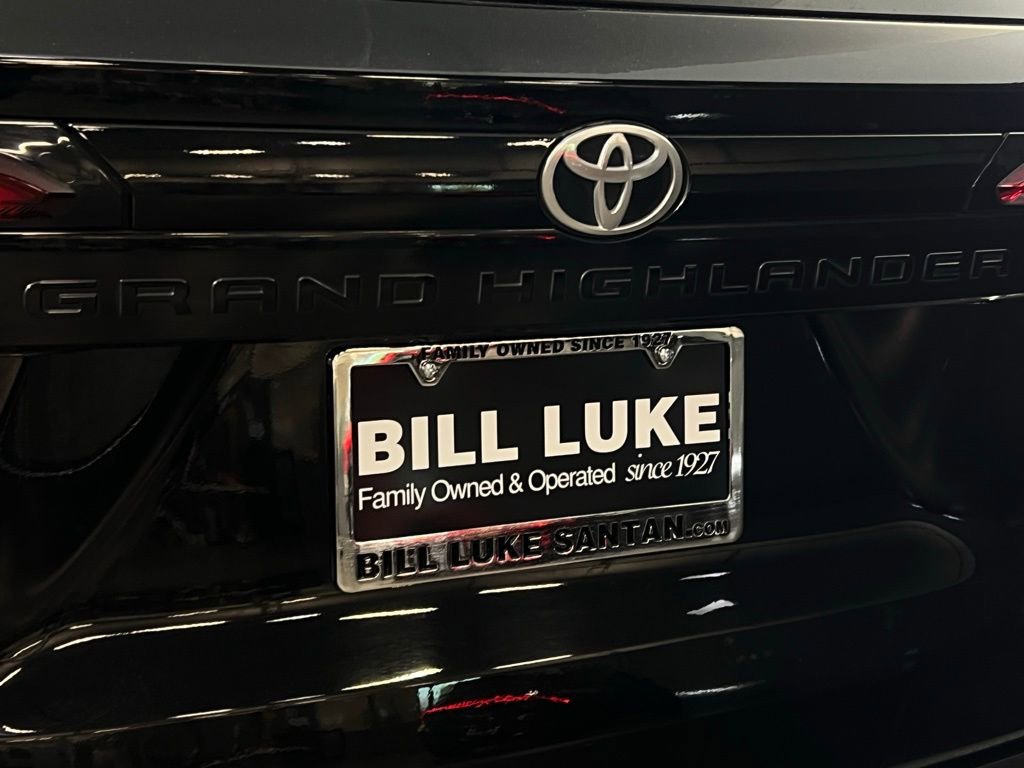 GRAND HIGHLANDER
FAMILY OWNED SINCE 1927
BILL LUKE
Family Owned & Operated since 1927
BILL LUKE SANTAN.COM